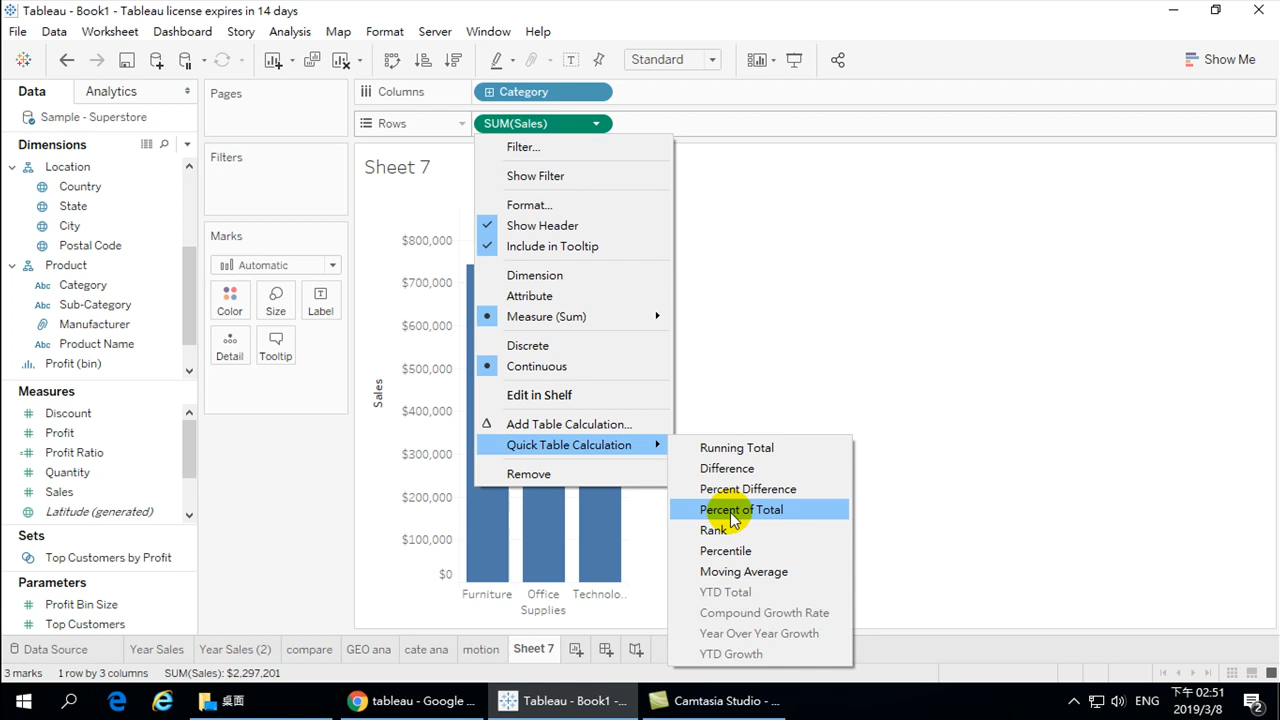 Tableau - Book1 - Tableau license expires in 14 days
File Data Worksheet Dashboard Story Analysis Map Format Server Window Help
Standard
Show Me
Data Analytics
Sample - Superstore
Dimensions
Location
Country
State
City
Postal Code
Product
Abc Category
Abc Sub-Category
Manufacturer
Abc Product Name
Profit (bin)
Measures
# Discount
# Profit
# Profit Ratio
# Quantity
# Sales
# Latitude (generated)
Sets
Top Customers by Profit
Parameters
# Profit Bin Size
# Top Customers
Pages
Filters
Marks
Automatic
Color Size Label
Detail Tooltip
Columns Category
Rows SUM(Sales)
Sheet 7
Sales
$800,000
$700,000
$600,000
$500,000
$400,000
$300,000
$200,000
$100,000
$0
Furniture Office Supplies Technolo..
Filter...
Show Filter
Format...
Show Header
Include in Tooltip
Dimension
Attribute
Measure (Sum)
Discrete
Continuous
Edit in Shelf
Add Table Calculation...
Quick Table Calculation
Remove
Running Total
Difference
Percent Difference
Percent of Total
Rank
Percentile
Moving Average
YTD Total
Compound Growth Rate
Year Over Year Growth
YTD Growth
Data Source Year Sales Year Sales (2) compare GEO ana cate ana motion Sheet 7
3 marks 1 row by 3 columns SUM(Sales): $2,297,201
桌面 tableau - Google ... Tableau - Book1 -... Camtasia Studio - ... ENG 下午 02:51
2019/3/8 2